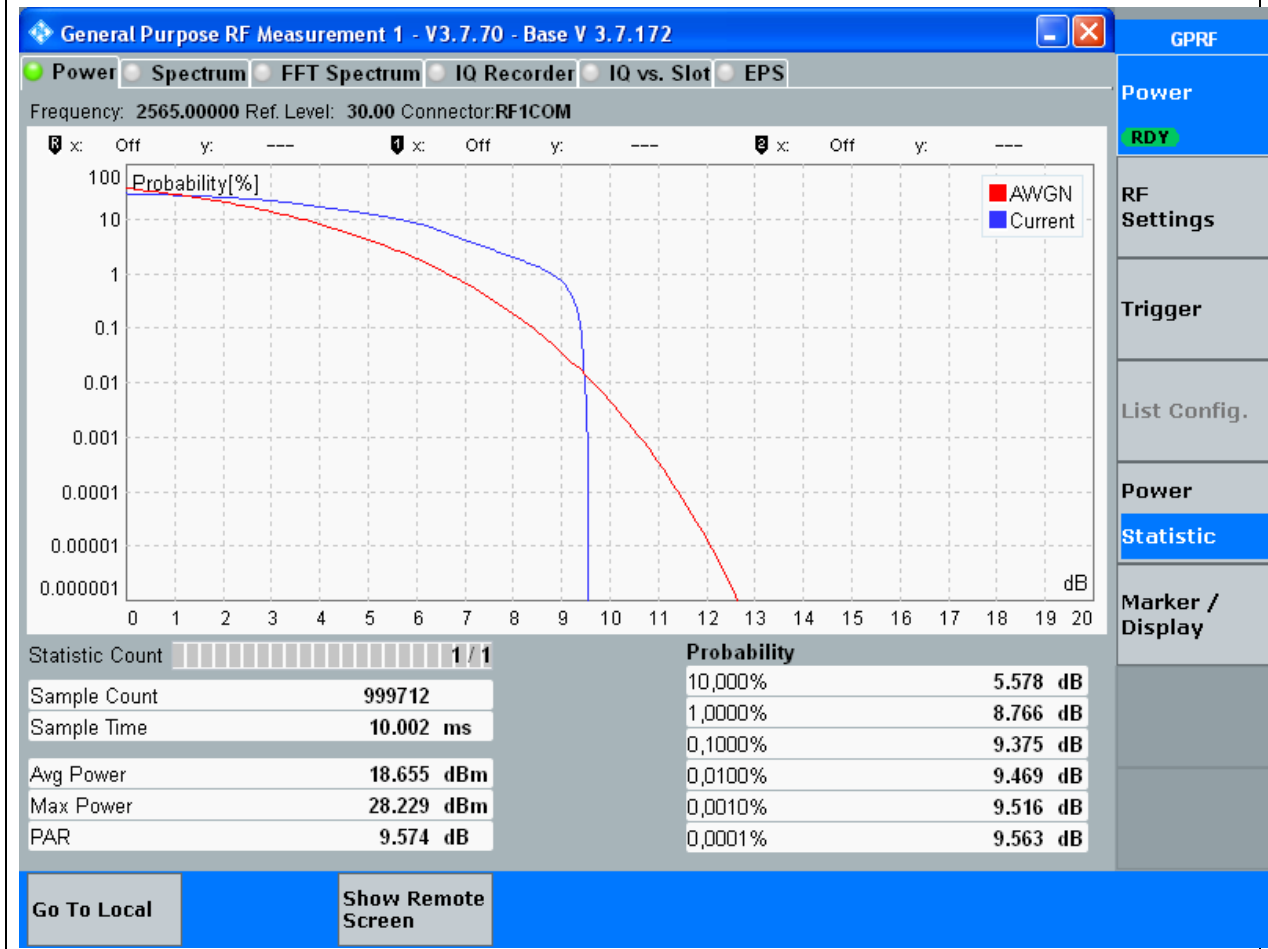 General Purpose RF Measurement 1 - V3.7.70 - Base V 3.7.172
GPRF
Power Spectrum FFT Spectrum IQ Recorder IQ vs. Slot EPS
Frequency: 2565.00000 Ref. Level: 30.00 Connector:RF1COM
R x: Off y: --- 1 x: Off y: --- 2 x: Off y: ---
Probability[%]
100
10
1
0.1
0.01
0.001
0.0001
0.00001
0.000001
AWGN
Current
dB
0 1 2 3 4 5 6 7 8 9 10 11 12 13 14 15 16 17 18 19 20
Statistic Count 1 / 1
Sample Count 999712
Sample Time 10.002 ms
Avg Power 18.655 dBm
Max Power 28.229 dBm
PAR 9.574 dB
Probability
10,000% 5.578 dB
1,0000% 8.766 dB
0,1000% 9.375 dB
0,0100% 9.469 dB
0,0010% 9.516 dB
0,0001% 9.563 dB
Power
RDY
RF
Settings
Trigger
List Config.
Power
Statistic
Marker /
Display
Go To Local
Show Remote
Screen